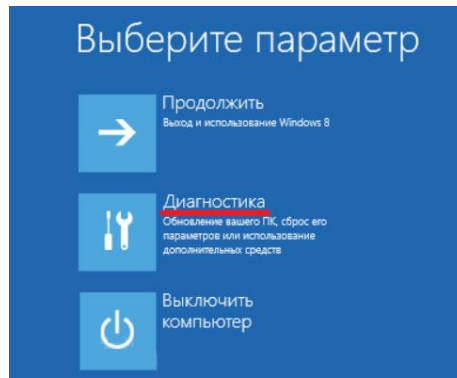 Выберите параметр
Продолжить
Выход и использование Windows 8
Диагностика
Обновление вашего ПК, сброс его
параметров или использование
дополнительных средств
Выключить
компьютер